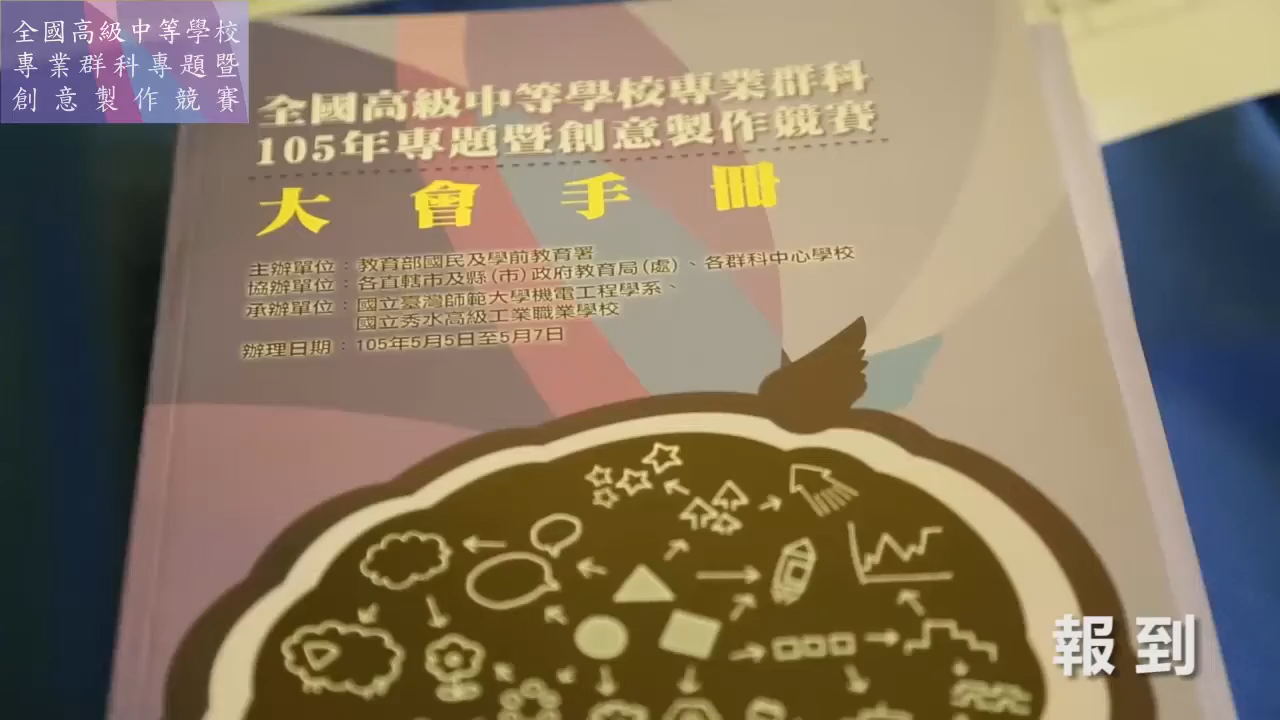 全國高級中等學校
專業群科專題暨
創意製作競賽
全國高級中等學校專業群科
105年專題暨創意製作競賽
大會手冊
主辦單位：教育部國民及學前教育署
協辦單位：各直轄市及縣(市)政府教育局(處)、各群科中心學校
承辦單位：國立臺灣師範大學機電工程學系、
國立秀水高級工業職業學校
辦理日期：105年5月5日至5月7日
報到